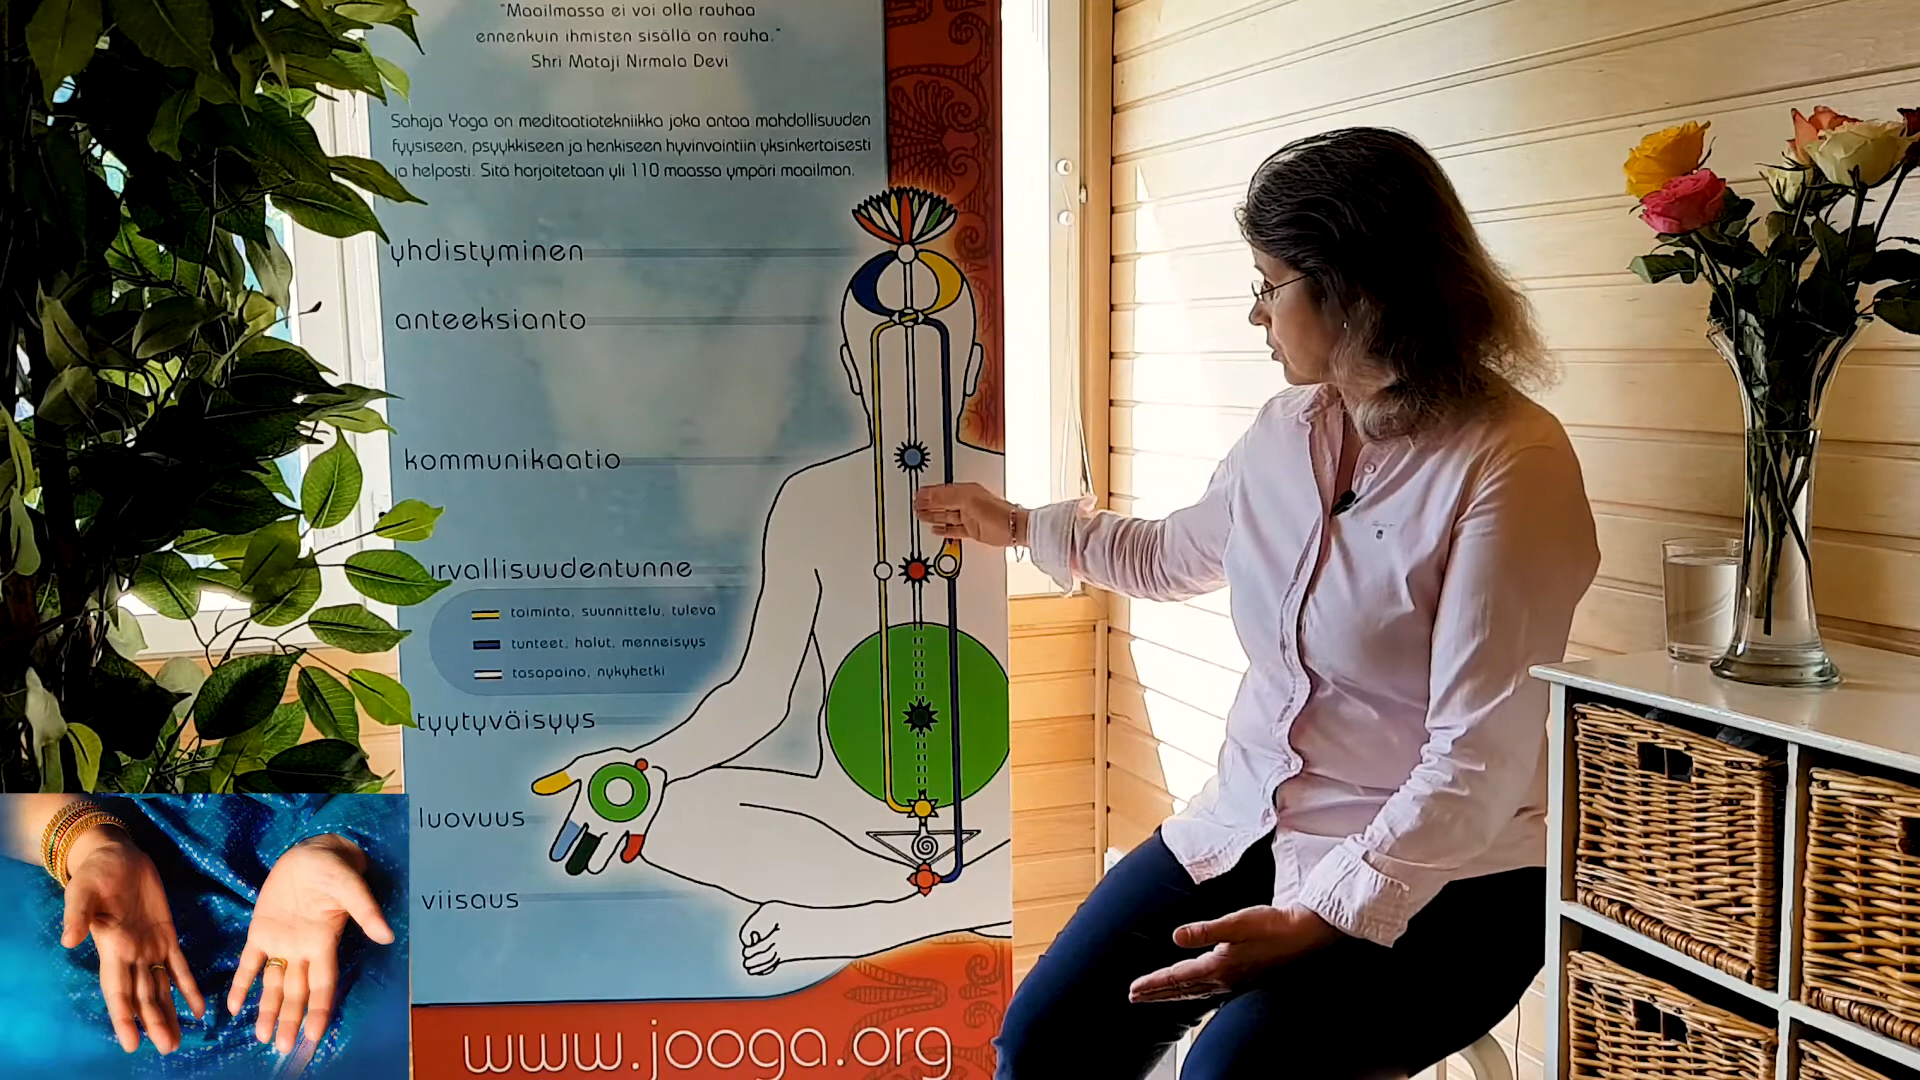 "Maailmassa ei voi olla rauhaa
ennenkuin ihmisten sisällä on rauha."
Shri Mataji Nirmala Devi
Sahaja Yoga on meditaatiotekniikka joka antaa mahdollisuuden
fyysiseen, psyykkiseen ja henkiseen hyvinvointiin yksinkertaisesti
ja helposti. Sitä harjoitetaan yli 110 maassa ympäri maailman.
yhdistyminen
anteeksianto
kommunikaatio
urvallisuudentunne
toiminta, suunnittelu, tuleva
tunteet, halut, menneisyys
tasapaino, nykyhetki
tyytyväisyys
luovuus
viisaus
www.jooga.org